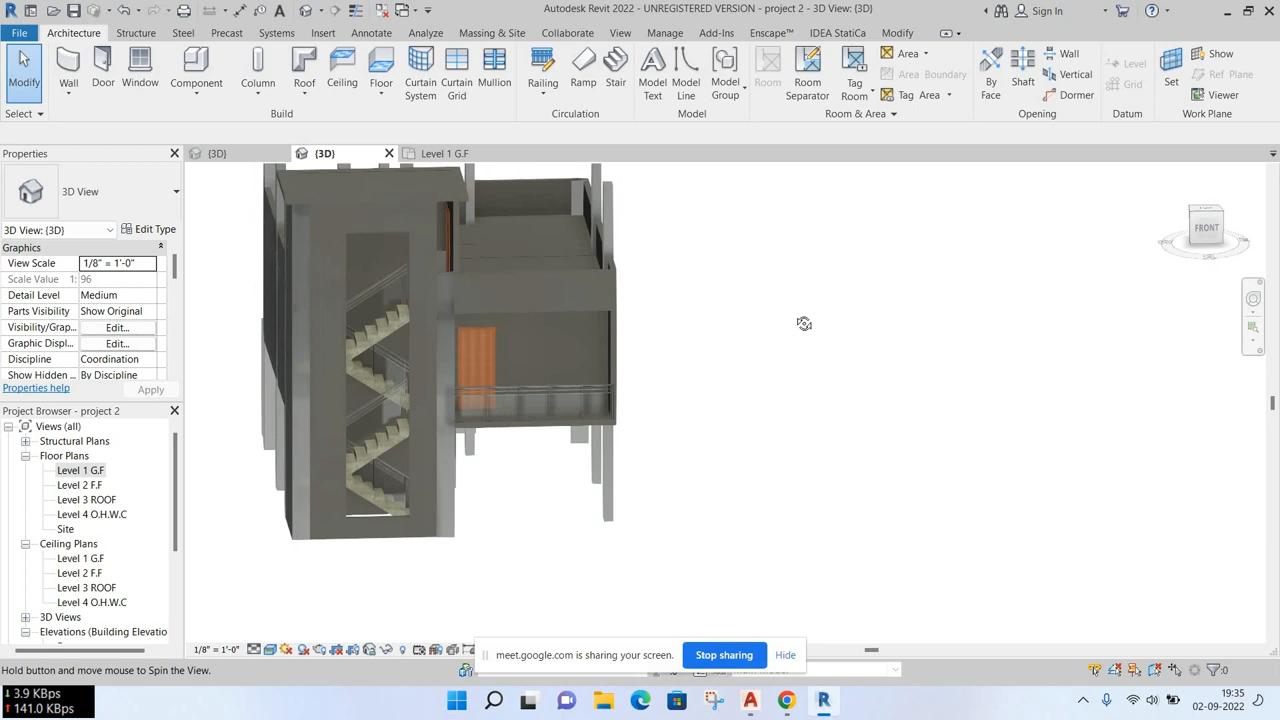 Autodesk Revit 2022 - UNREGISTERED VERSION - project 2 - 3D View: {3D}
Sign In
File Architecture Structure Steel Precast Systems Insert Annotate Analyze Massing & Site Collaborate View Manage Add-Ins Enscape™ IDEA StatiCa Modify
Modify Wall Door Window Component Column Roof Ceiling Curtain System Curtain Grid Floor Mullion Railing Ramp Stair Model Text Model Line Model Group Room Room Separator Tag Room
Area
Area Boundary
Tag Area
By Face Shaft
Wall
Vertical
Dormer
Level
Grid
Set
Show
Ref Plane
Viewer
Select Build Circulation Model Room & Area Opening Datum Work Plane
Properties
{3D} {3D} Level 1 G.F
3D View
3D View: {3D} Edit Type
Graphics
View Scale 1/8" = 1'-0"
Scale Value 1: 96
Detail Level Medium
Parts Visibility Show Original
Visibility/Grap... Edit...
Graphic Displ... Edit...
Discipline Coordination
Show Hidden By Discipline
Properties help Apply
Project Browser - project 2
Views (all)
Structural Plans
Floor Plans
Level 1 G.F
Level 2 F.F
Level 3 ROOF
Level 4 O.H.W.C
Site
Ceiling Plans
Level 1 G.F
Level 2 F.F
Level 3 ROOF
Level 4 O.H.W.C
3D Views
Elevations (Building Elevatio
FRONT
1/8" = 1'-0"
meet.google.com is sharing your screen. Stop sharing Hide
Hold button and move mouse to Spin the View.
:0
3.9 KBps
141.0 KBps
19:35
02-09-2022